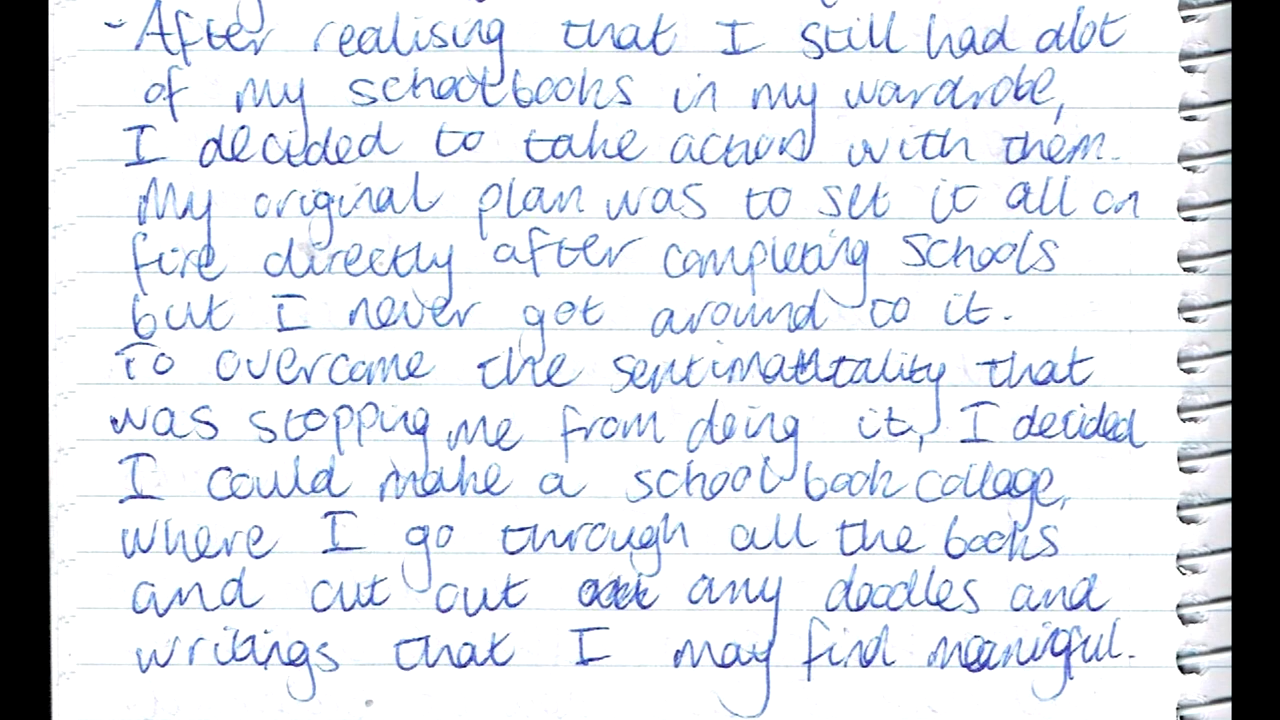 - After realising that I still had alot
of my schoolbooks in my wardrobe,
I decided to take action with them.
My original plan was to set it all on
fire directly after completing schools
but I never got around to it.
To overcome the sentimentality that
was stopping me from doing it, I decided
I could make a school book collage,
where I go through all the books
and cut out any doodles and
writings that I may find meaningful.